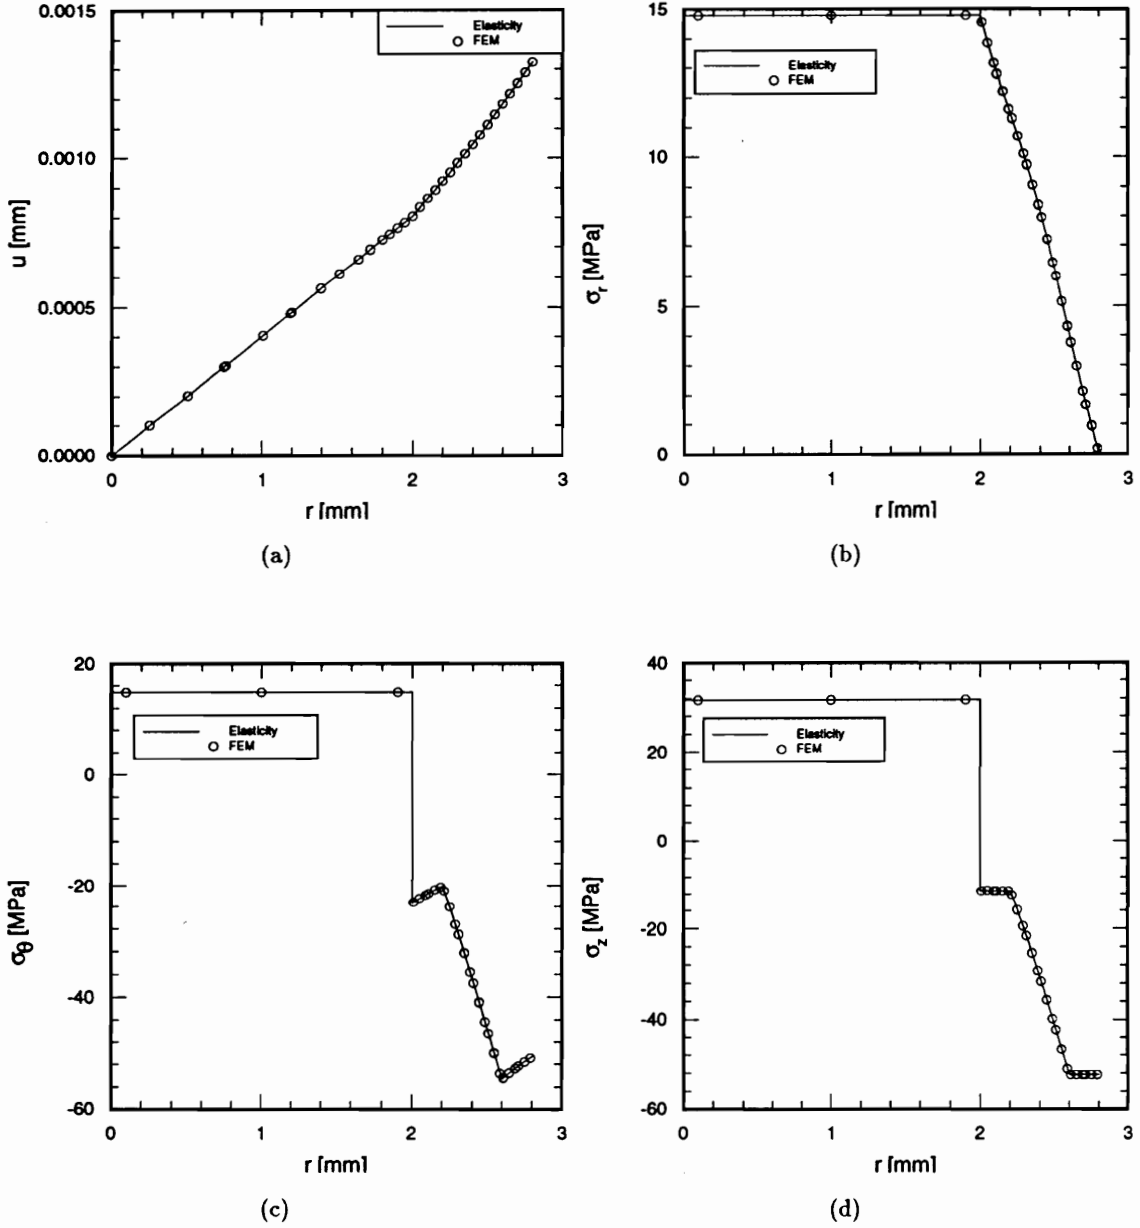 0.0015
Elasticity
FEM
0.0010
u [mm]
0.0005
0.0000
0 1 2 3
r [mm]
(a)
15
Elasticity
FEM
10
σr [MPa]
5
0
0 1 2 3
r [mm]
(b)
20
Elasticity
FEM
0
-20
σθ [MPa]
-40
-60
0 1 2 3
r [mm]
(c)
40
Elasticity
FEM
20
0
-20
σz [MPa]
-40
-60
0 1 2 3
r [mm]
(d)